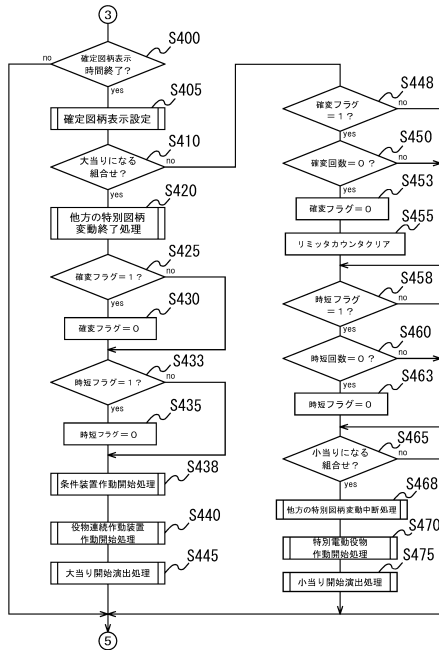 3
S400
確定図柄表示
時間終了?
no
yes
S405
確定図柄表示設定
S410
大当りになる
組合せ?
no
yes
S420
他方の特別図柄
変動終了処理
S425
確変フラグ=1?
no
yes
S430
確変フラグ=0
S433
時短フラグ=1?
no
yes
S435
時短フラグ=0
S438
条件装置作動開始処理
S440
役物連続作動装置
作動開始処理
S445
大当り開始演出処理
5
S448
確変フラグ
=1?
no
yes
S450
確変回数=0?
no
yes
S453
確変フラグ=0
S455
リミッタカウンタクリア
S458
時短フラグ
=1?
no
yes
S460
時短回数=0?
no
yes
S463
時短フラグ=0
S465
小当りになる
組合せ?
no
yes
S468
他方の特別図柄変動中断処理
S470
特別電動役物
作動開始処理
S475
小当り開始演出処理